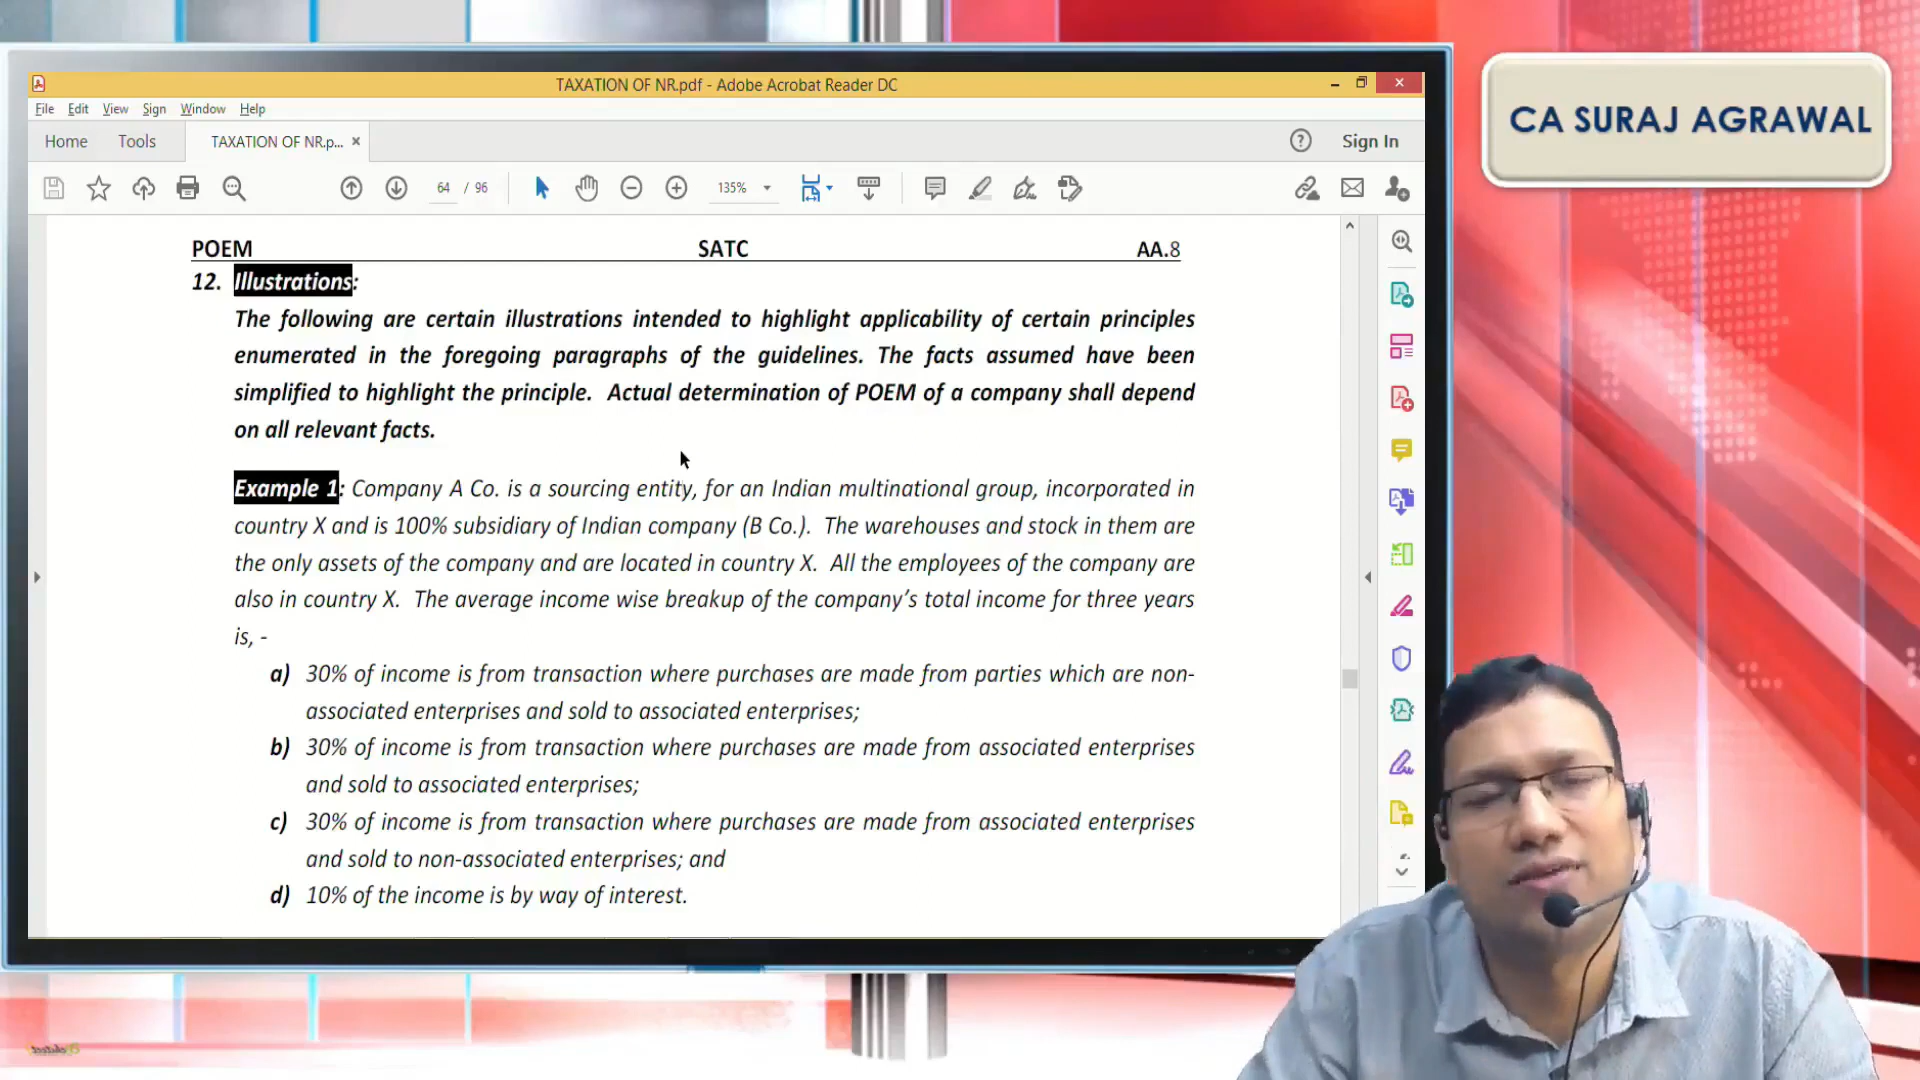 CA SURAJ AGRAWAL
TAXATION OF NR.pdf - Adobe Acrobat Reader DC
File Edit View Sign Window Help
Home Tools TAXATION OF NR.p... × Sign In
64 / 96 135%
POEM SATC AA.8
12. Illustrations:
The following are certain illustrations intended to highlight applicability of certain principles
enumerated in the foregoing paragraphs of the guidelines. The facts assumed have been
simplified to highlight the principle. Actual determination of POEM of a company shall depend
on all relevant facts.
Example 1: Company A Co. is a sourcing entity, for an Indian multinational group, incorporated in
country X and is 100% subsidiary of Indian company (B Co.). The warehouses and stock in them are
the only assets of the company and are located in country X. All the employees of the company are
also in country X. The average income wise breakup of the company's total income for three years
is, -
a) 30% of income is from transaction where purchases are made from parties which are non-
associated enterprises and sold to associated enterprises;
b) 30% of income is from transaction where purchases are made from associated enterprises
and sold to associated enterprises;
c) 30% of income is from transaction where purchases are made from associated enterprises
and sold to non-associated enterprises; and
d) 10% of the income is by way of interest.